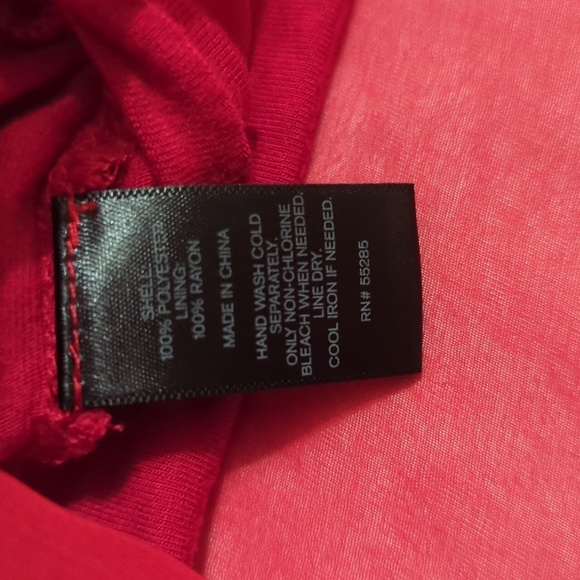 SHELL:
100% POLYESTER
LINING:
100% RAYON
MADE IN CHINA
HAND WASH COLD
SEPARATELY.
ONLY NON-CHLORINE
BLEACH WHEN NEEDED.
LINE DRY.
COOL IRON IF NEEDED.
RN# 55285